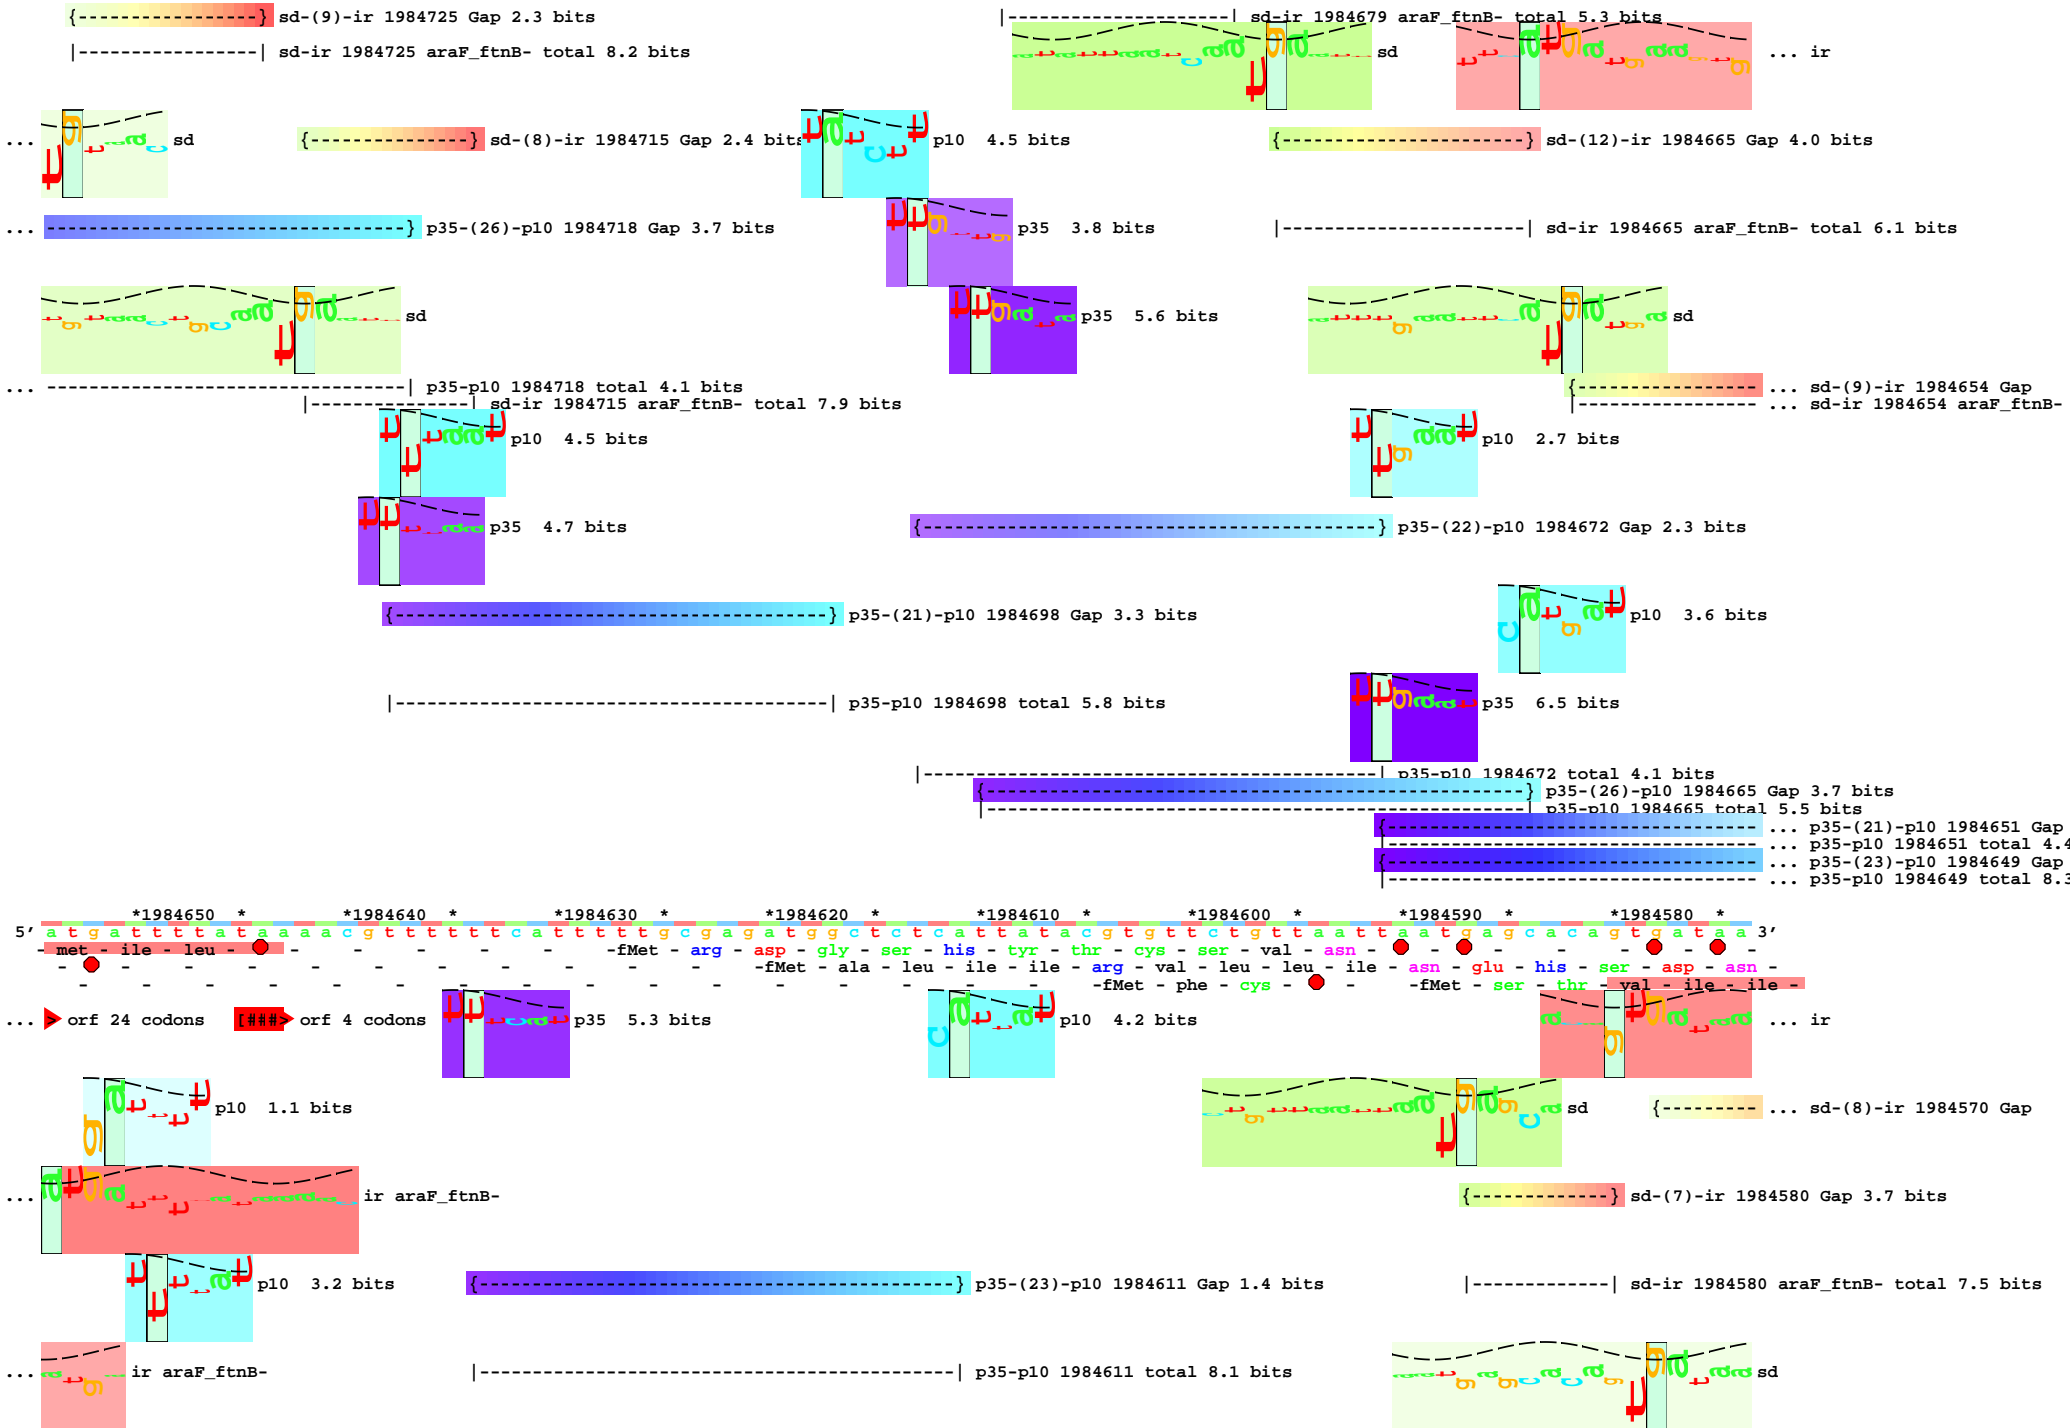 {------------------} sd-(9)-ir 1984725 Gap 2.3 bits
|------------------| sd-ir 1984725 araF_ftnB- total 8.2 bits
|---------------------| sd-ir 1984679 araF_ftnB- total 5.3 bits
sd
... ir
... sd
{---------------} sd-(8)-ir 1984715 Gap 2.4 bits
p10 4.5 bits
{------------------------} sd-(12)-ir 1984665 Gap 4.0 bits
... ----------------------------------} p35-(26)-p10 1984718 Gap 3.7 bits
p35 3.8 bits
|-----------------------| sd-ir 1984665 araF_ftnB- total 6.1 bits
sd
p35 5.6 bits
sd
... ----------------------------------| p35-p10 1984718 total 4.1 bits
{----------------- ... sd-(9)-ir 1984654 Gap
|---------------| sd-ir 1984715 araF_ftnB- total 7.9 bits
|----------------- ... sd-ir 1984654 araF_ftnB-
p10 4.5 bits
p10 2.7 bits
p35 4.7 bits
{-------------------------------------------} p35-(22)-p10 1984672 Gap 2.3 bits
{-----------------------------------------} p35-(21)-p10 1984698 Gap 3.3 bits
p10 3.6 bits
|-----------------------------------------| p35-p10 1984698 total 5.8 bits
p35 6.5 bits
|-------------------------------------------| p35-p10 1984672 total 4.1 bits
{---------------------------------------------------} p35-(26)-p10 1984665 Gap 3.7 bits
|---------------------------------------------------| p35-p10 1984665 total 5.5 bits
{----------------------------------- ... p35-(21)-p10 1984651 Gap
|----------------------------------- ... p35-p10 1984651 total 4.4
{----------------------------------- ... p35-(23)-p10 1984649 Gap
|----------------------------------- ... p35-p10 1984649 total 8.3
*1984650 * *1984640 * *1984630 * *1984620 * *1984610 * *1984600 * *1984590 * *1984580 *
5' a t g a t t t t a t a a a a c g t t t t t t c a t t t t t g c g a g a t g g c t c t c a t t a t a c g t g t t c t g t t a a t t a a t g a g c a c a g t g a t a a 3'
- met - ile - leu - - - - - - -fMet - arg - asp - gly - ser - his - tyr - thr - cys - ser - val - asn - - - - -
- - - - - - - - - - -fMet - ala - leu - ile - ile - arg - val - leu - leu - ile - asn - glu - his - ser - asp - asn -
- - - - - - - - - - - - - - - -fMet - phe - cys - - -fMet - ser - thr - val - ile - ile -
... > orf 24 codons [###> orf 4 codons
p35 5.3 bits
p10 4.2 bits
... ir
p10 1.1 bits
sd
{--------- ... sd-(8)-ir 1984570 Gap
... ir araF_ftnB-
{-------------} sd-(7)-ir 1984580 Gap 3.7 bits
p10 3.2 bits
{---------------------------------------------} p35-(23)-p10 1984611 Gap 1.4 bits
|-------------| sd-ir 1984580 araF_ftnB- total 7.5 bits
... ir araF_ftnB-
|---------------------------------------------| p35-p10 1984611 total 8.1 bits
sd